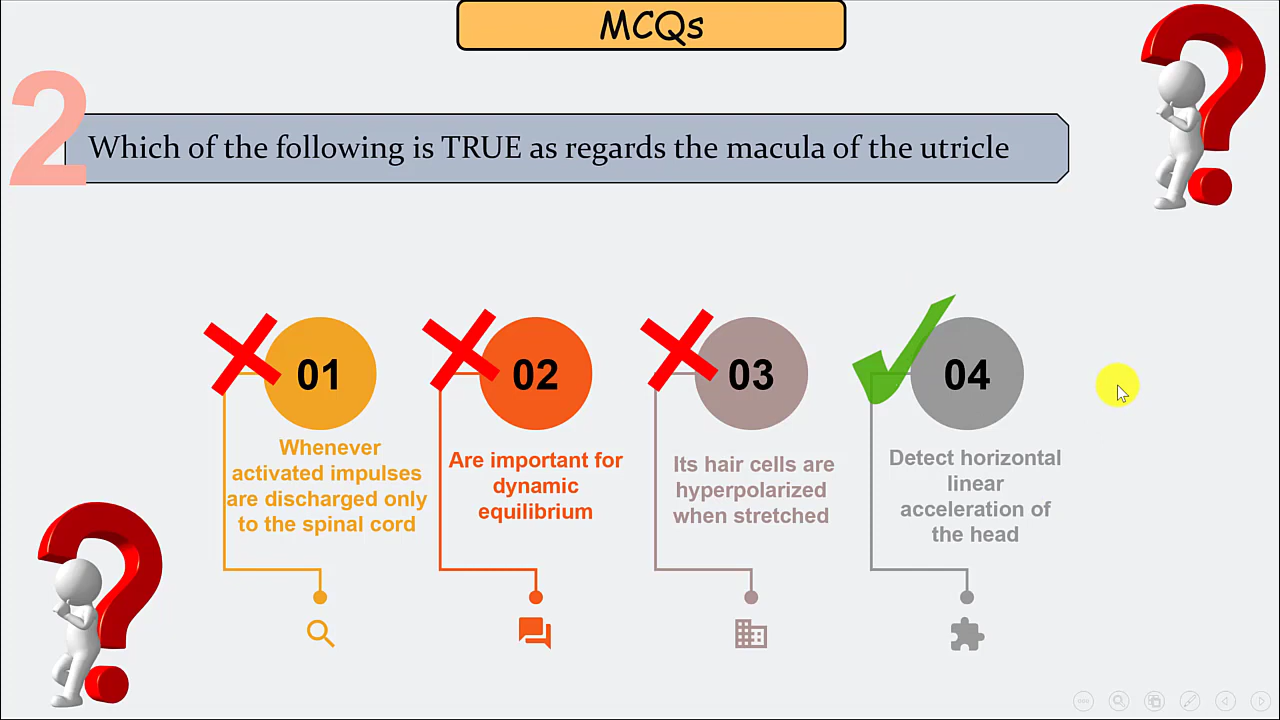 MCQs
2
Which of the following is TRUE as regards the macula of the utricle
01
Whenever
activated impulses
are discharged only
to the spinal cord
02
Are important for
dynamic
equilibrium
03
Its hair cells are
hyperpolarized
when stretched
04
Detect horizontal
linear
acceleration of
the head